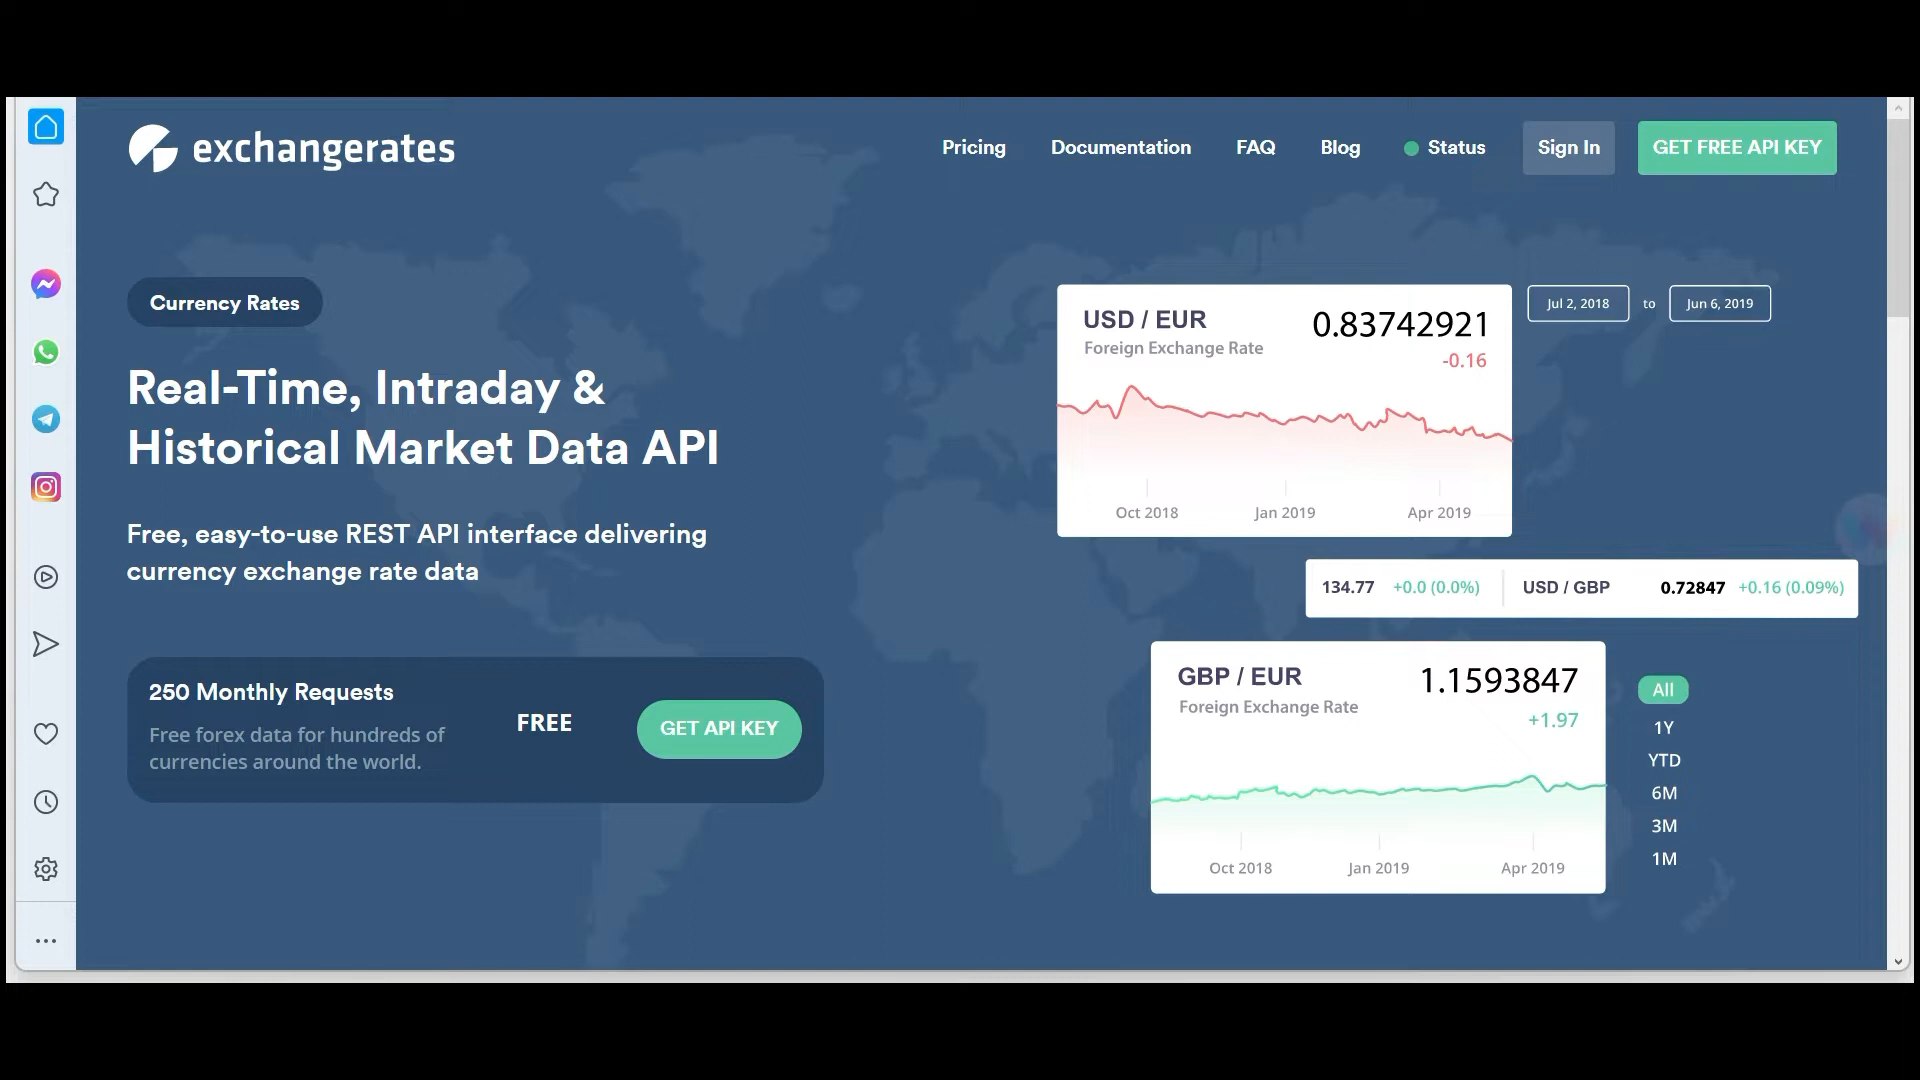 exchangerates
Pricing
Documentation
FAQ
Blog
Status
Sign In
GET FREE API KEY
Currency Rates
Real-Time, Intraday &
Historical Market Data API
Free, easy-to-use REST API interface delivering
currency exchange rate data
250 Monthly Requests
Free forex data for hundreds of
currencies around the world.
FREE
GET API KEY
USD / EUR
0.83742921
Foreign Exchange Rate
-0.16
Oct 2018
Jan 2019
Apr 2019
Jul 2, 2018
to
Jun 6, 2019
134.77
+0.0 (0.0%)
USD / GBP
0.72847
+0.16 (0.09%)
GBP / EUR
1.1593847
Foreign Exchange Rate
+1.97
Oct 2018
Jan 2019
Apr 2019
All
1Y
YTD
6M
3M
1M